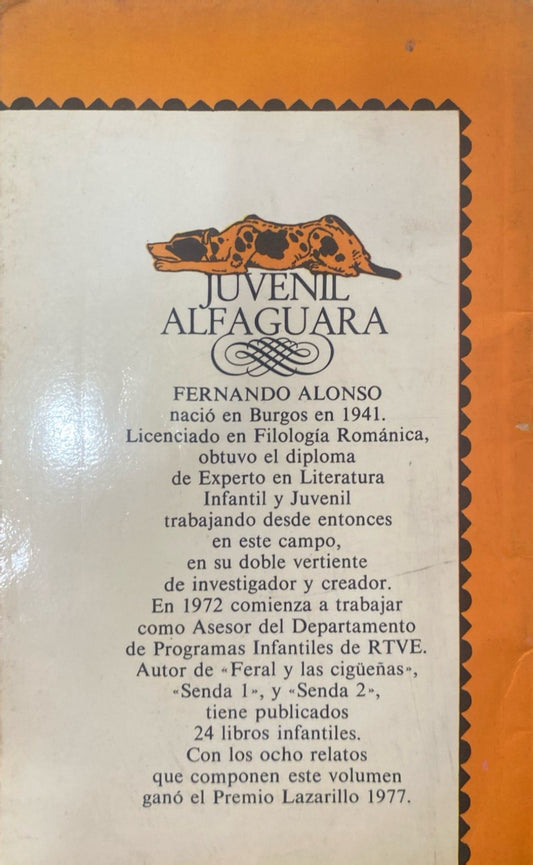 JUVENIL
ALFAGUARA
FERNANDO ALONSO
nació en Burgos en 1941.
Licenciado en Filología Románica,
obtuvo el diploma
de Experto en Literatura
Infantil y Juvenil
trabajando desde entonces
en este campo,
en su doble vertiente
de investigador y creador.
En 1972 comienza a trabajar
como Asesor del Departamento
de Programas Infantiles de RTVE.
Autor de «Feral y las cigüeñas»,
«Senda 1», y «Senda 2»,
tiene publicados
24 libros infantiles.
Con los ocho relatos
que componen este volumen
ganó el Premio Lazarillo 1977.